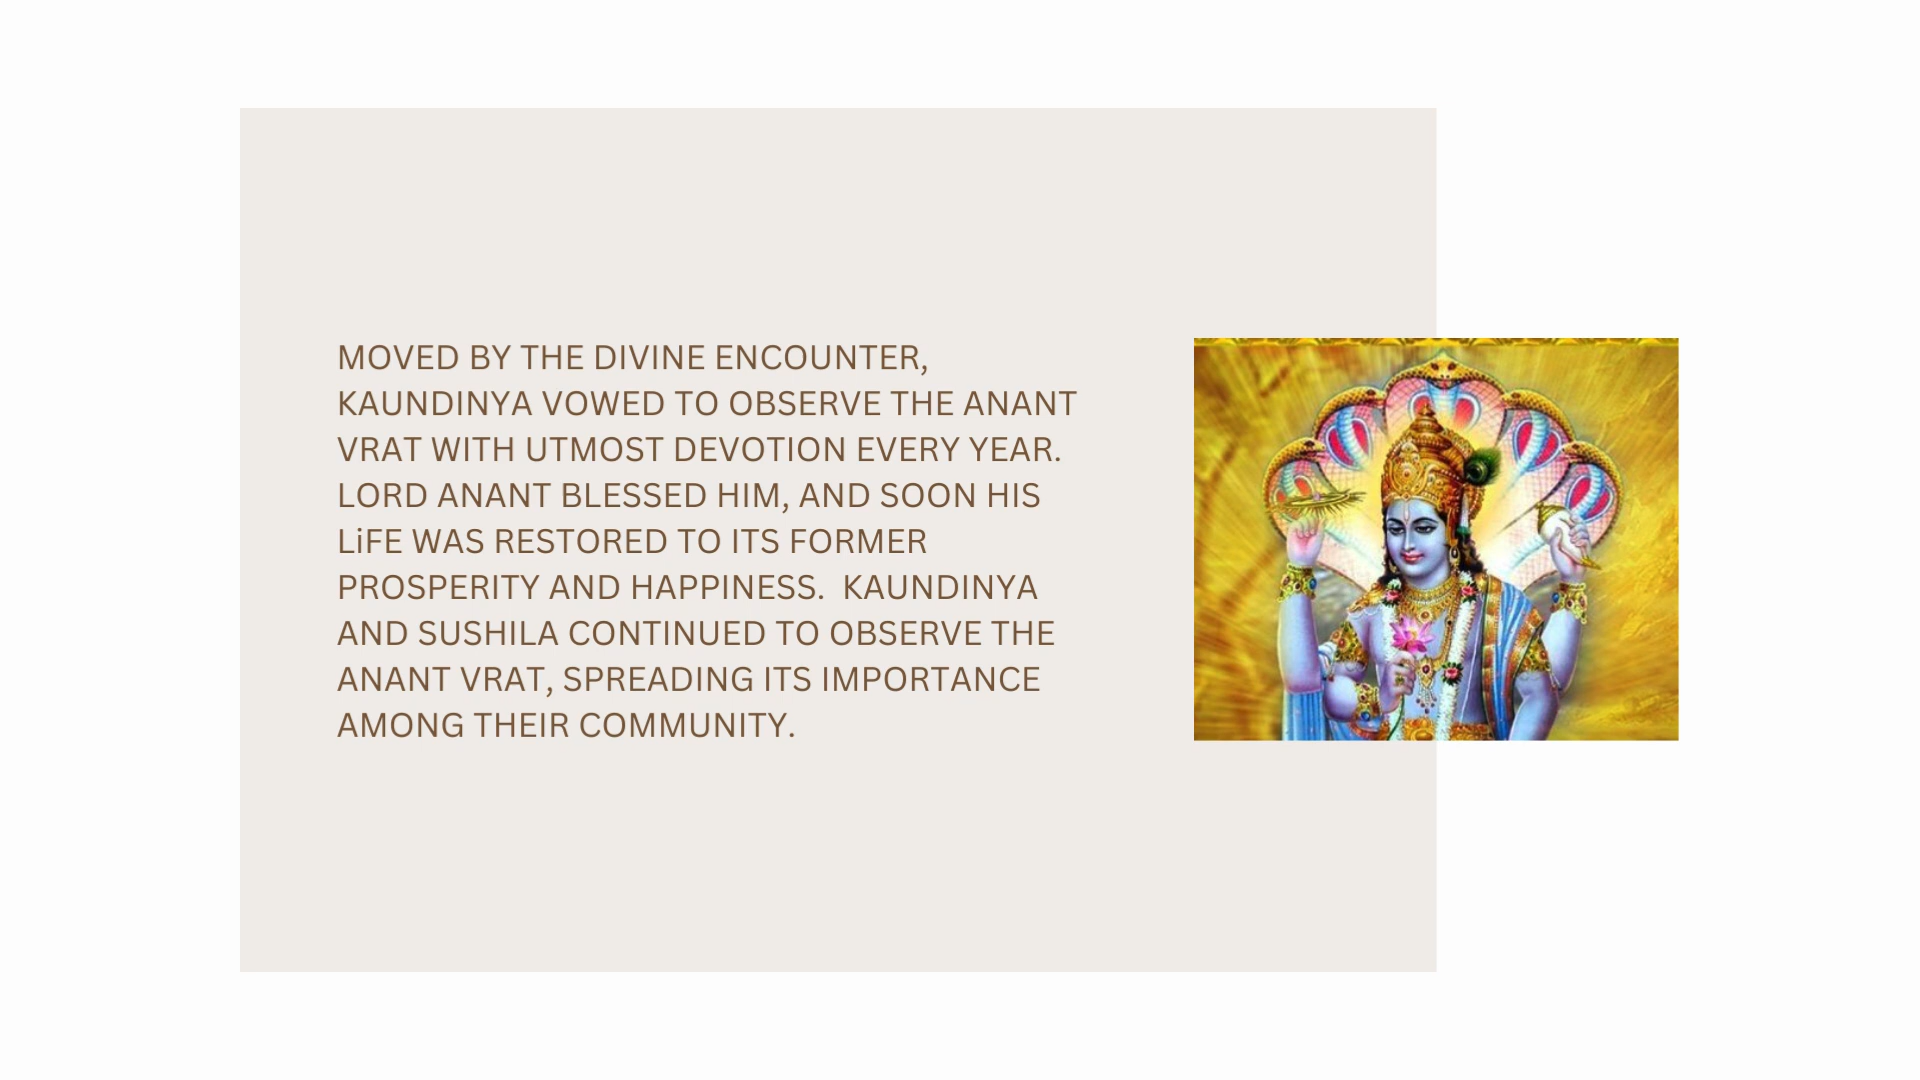 MOVED BY THE DIVINE ENCOUNTER,
KAUNDINYA VOWED TO OBSERVE THE ANANT
VRAT WITH UTMOST DEVOTION EVERY YEAR.
LORD ANANT BLESSED HIM, AND SOON HIS
LiFE WAS RESTORED TO ITS FORMER
PROSPERITY AND HAPPINESS.  KAUNDINYA
AND SUSHILA CONTINUED TO OBSERVE THE
ANANT VRAT, SPREADING ITS IMPORTANCE
AMONG THEIR COMMUNITY.